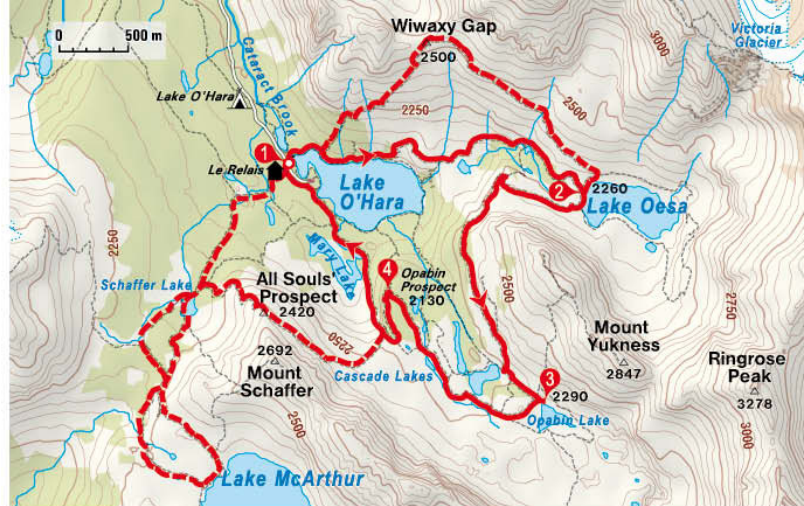 0 500 m
Wiwaxy Gap
2500
3000
Victoria
Glacier
Cataract Brook
Lake O'Hara
2250
2500
1
Le Relais
Lake
O'Hara
2
2260
Lake Oesa
2250
Mary Lake
4
Opabin
Prospect
2130
2500
Schaffer Lake
All Souls'
Prospect
2420
2750
2250
2692
Mount
Schaffer
Mount
Yukness
2847
Ringrose
Peak
3278
Cascade Lakes
3
2290
Opabin Lake
2500
3000
Lake McArthur